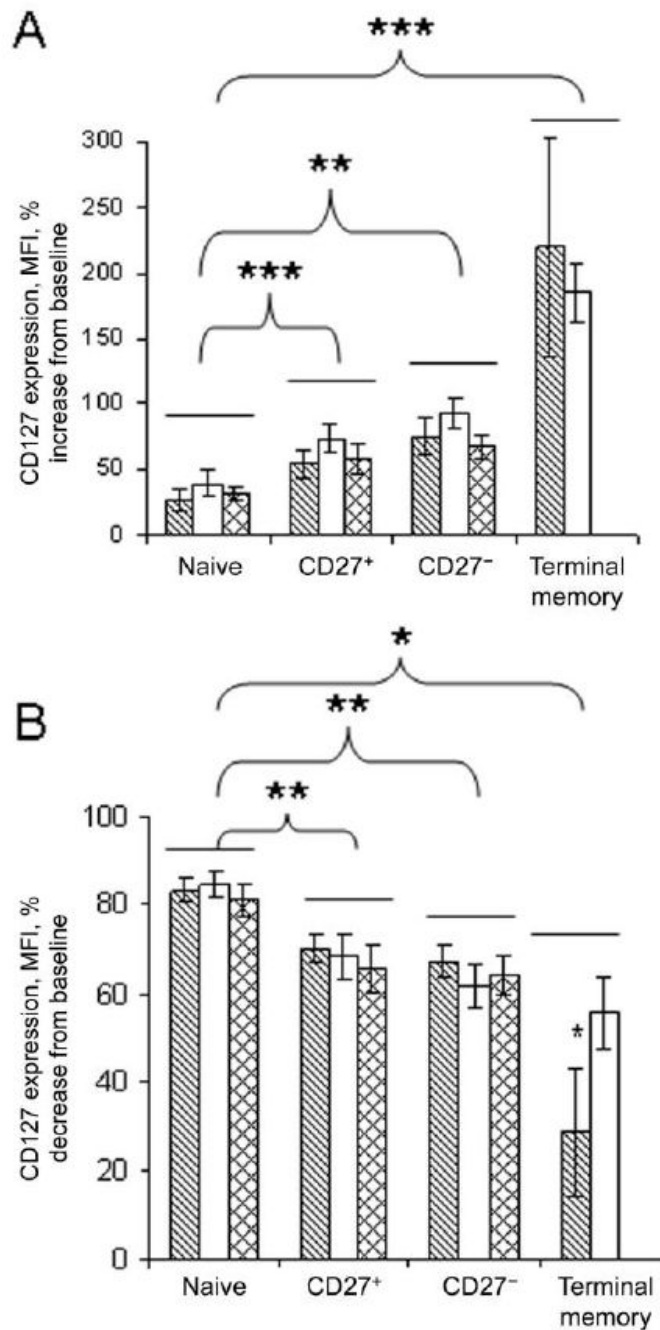 A
***
**
***
CD127 expression, MFI, %
increase from baseline
300
250
200
150
100
50
0
Naive CD27⁺ CD27⁻ Terminal
memory
B
*
**
**
CD127 expression, MFI, %
decrease from baseline
100
80
60
40
20
0
*
Naive CD27⁺ CD27⁻ Terminal
memory